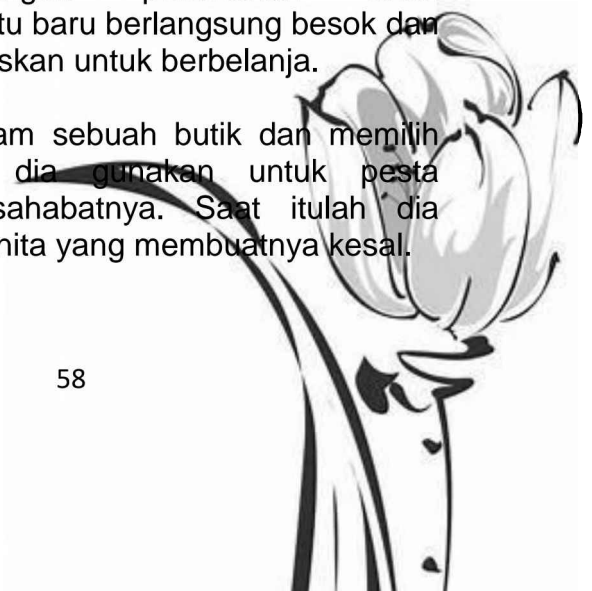 tu baru berlangsung besok dan
skan untuk berbelanja.
am sebuah butik dan memilih
dia gunakan untuk pesta
sahabatnya. Saat itulah dia
nita yang membuatnya kesal.
58